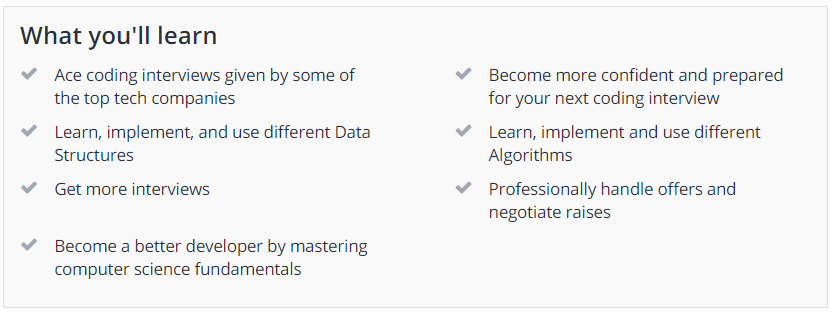 What you'll learn
Ace coding interviews given by some of
the top tech companies
Become more confident and prepared
for your next coding interview
Learn, implement, and use different Data
Structures
Learn, implement and use different
Algorithms
Get more interviews
Professionally handle offers and
negotiate raises
Become a better developer by mastering
computer science fundamentals